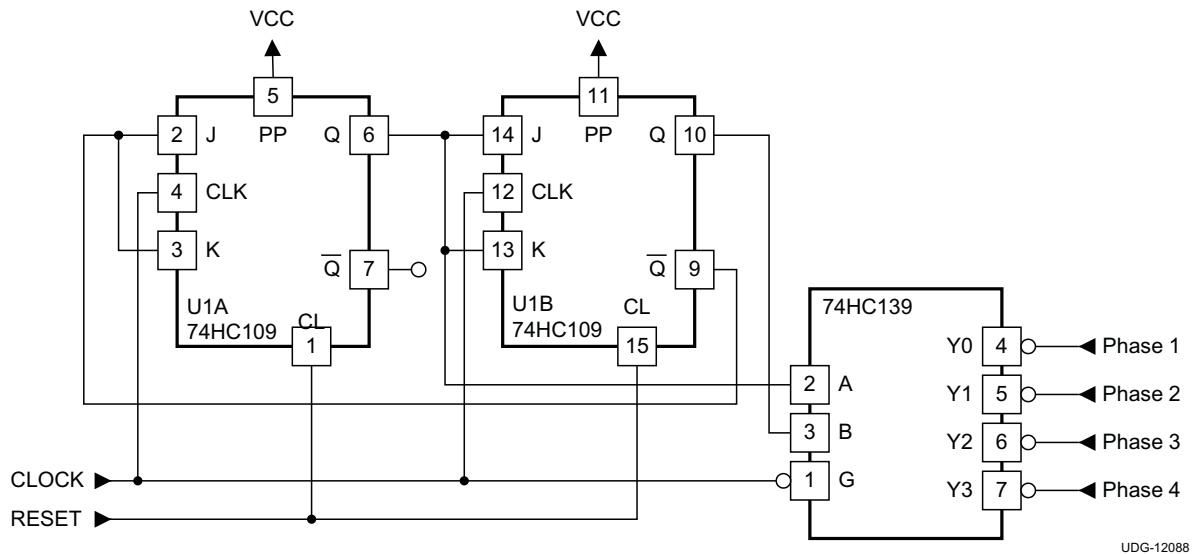 VCC VCC
5 11
2 J PP Q 6 14 J PP Q 10
4 CLK 12 CLK
3 K 13 K
Q 7 Q 9
U1A CL U1B CL
74HC109 74HC109 74HC139
1 15
Y0 4 Phase 1
2 A Y1 5 Phase 2
3 B Y2 6 Phase 3
CLOCK 1 G Y3 7 Phase 4
RESET
UDG-12088